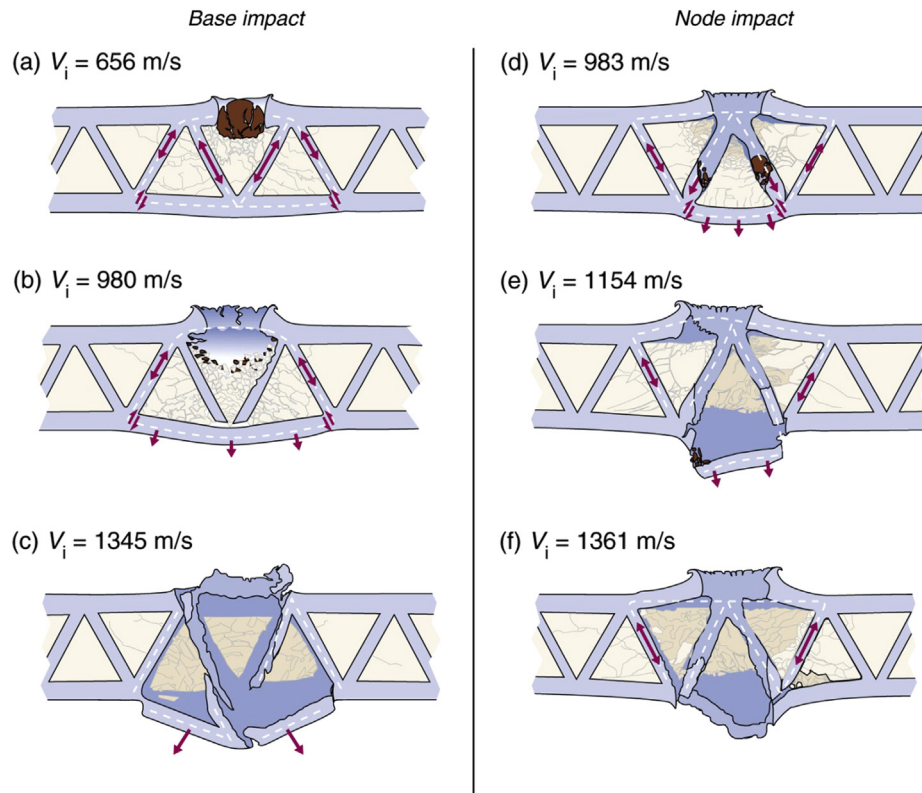 Base impact
Node impact
(a) Vi = 656 m/s
(d) Vi = 983 m/s
(b) Vi = 980 m/s
(e) Vi = 1154 m/s
(c) Vi = 1345 m/s
(f) Vi = 1361 m/s